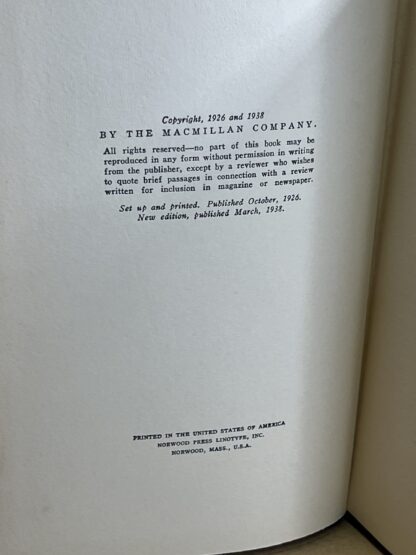 Copyright, 1926 and 1938
BY THE MACMILLAN COMPANY.
All rights reserved—no part of this book may be
reproduced in any form without permission in writing
from the publisher, except by a reviewer who wishes
to quote brief passages in connection with a review
written for inclusion in magazine or newspaper.
Set up and printed. Published October, 1926.
New edition, published March, 1938.
PRINTED IN THE UNITED STATES OF AMERICA
NORWOOD PRESS LINOTYPE, INC.
NORWOOD, MASS., U.S.A.